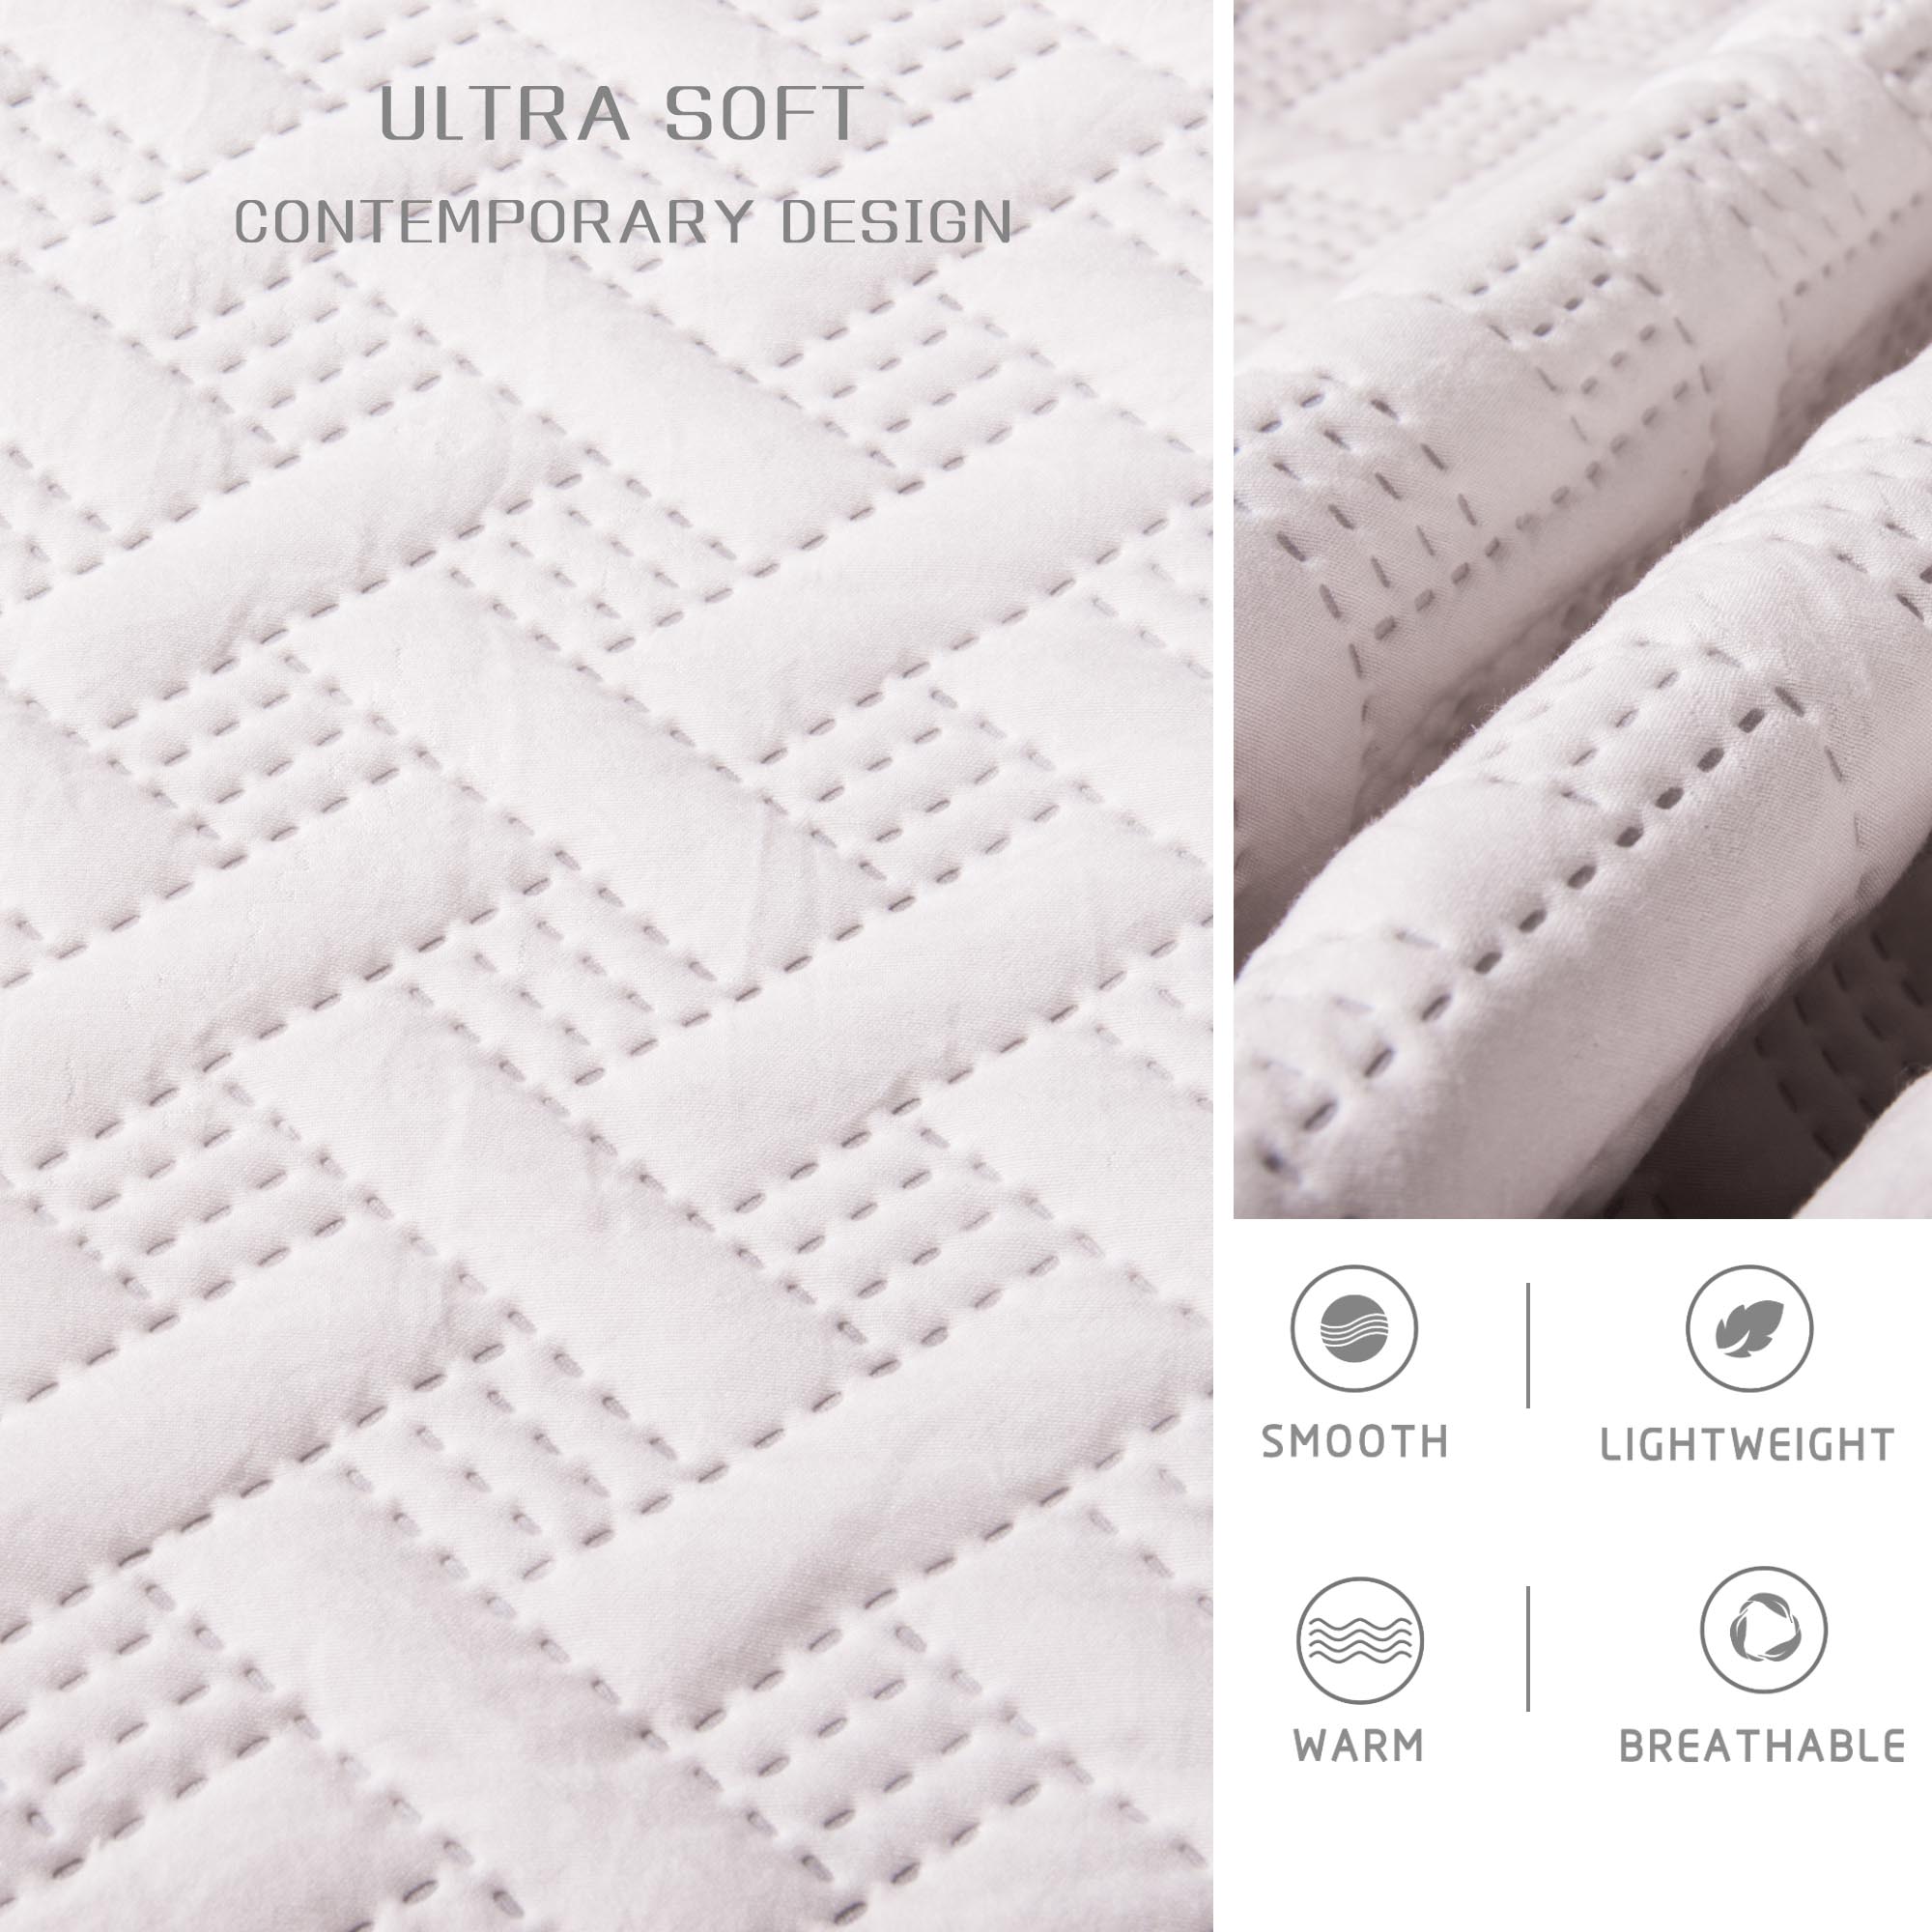 ULTRA SOFT
CONTEMPORARY DESIGN
SMOOTH
LIGHTWEIGHT
WARM
BREATHABLE